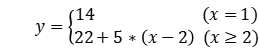 y = { 14 (x = 1)
22 + 5 * (x − 2) (x ≥ 2)